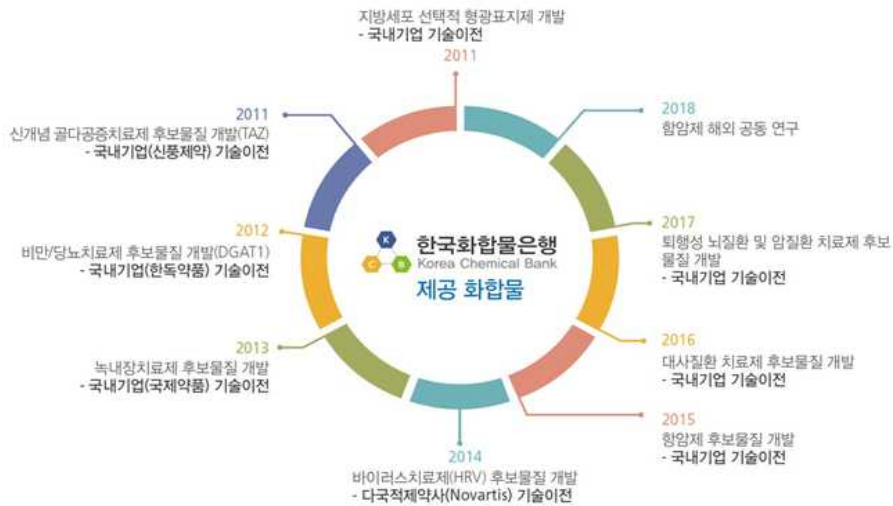 지방세포 선택적 형광표지제 개발
- 국내기업 기술이전
2011
2011
신개념 골다공증치료제 후보물질 개발(TAZ)
- 국내기업(신풍제약) 기술이전
2012
비만/당뇨치료제 후보물질 개발(DGAT1)
- 국내기업(한독약품) 기술이전
2013
녹내장치료제 후보물질 개발
- 국내기업(국제약품) 기술이전
2014
바이러스치료제(HRV) 후보물질 개발
- 다국적제약사(Novartis) 기술이전
2015
항암제 후보물질 개발
- 국내기업 기술이전
2016
대사질환 치료제 후보물질 개발
- 국내기업 기술이전
2017
퇴행성 뇌질환 및 암질환 치료제 후보
물질 개발
- 국내기업 기술이전
2018
함암제 해외 공동 연구
K
C
B
한국화합물은행
Korea Chemical Bank
제공 화합물